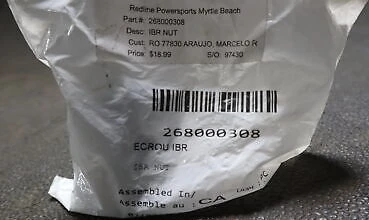 Redline Powersports Myrtle Beach
Part #: 268000308
Desc: IBR NUT
Cust: RO 77830 ARAUJO, MARCELO R
Price: $18.99 S/O: 97430
268000308
ECROU IBR
IBR NUT
Assembled In/
Assemble au : CA